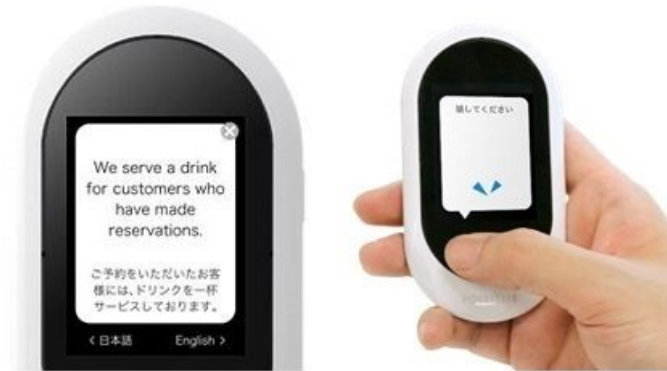 We serve a drink
for customers who
have made
reservations.
ご予約をいただいたお客
様には、ドリンクを一杯
サービスしております。
< 日本語 English >
話してください